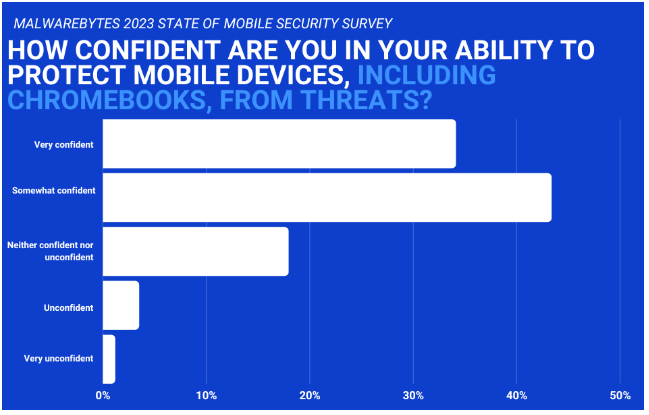 MALWAREBYTES 2023 STATE OF MOBILE SECURITY SURVEY
HOW CONFIDENT ARE YOU IN YOUR ABILITY TO
PROTECT MOBILE DEVICES, INCLUDING
CHROMEBOOKS, FROM THREATS?
Very confident
Somewhat confident
Neither confident nor
unconfident
Unconfident
Very unconfident
0% 10% 20% 30% 40% 50%